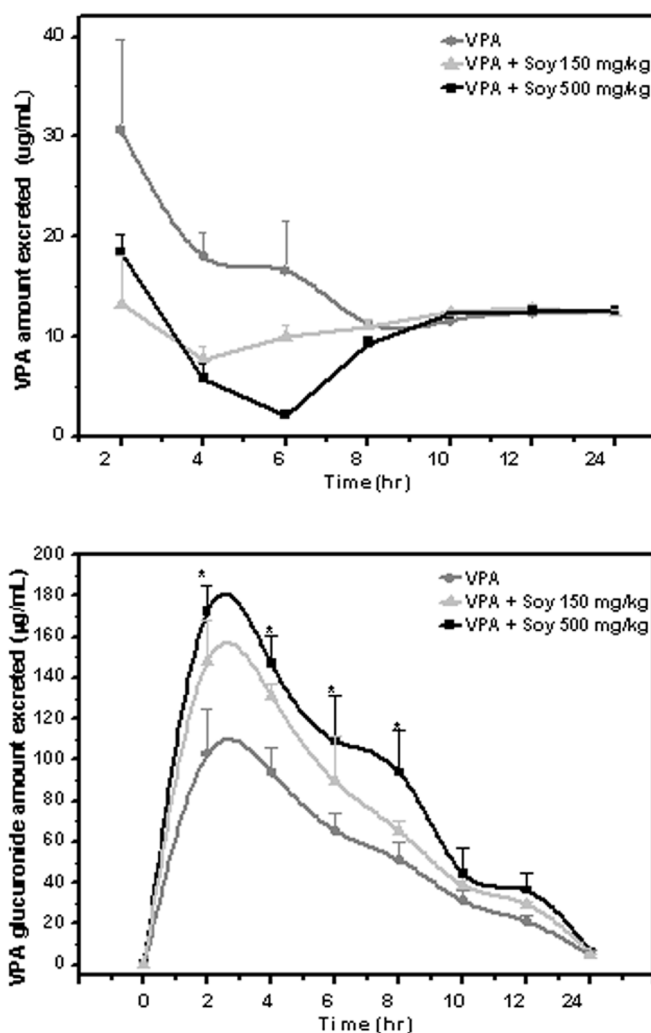 VPA amount excreted (ug/mL)
40
30
20
10
0
VPA
VPA + Soy 150 mg/kg
VPA + Soy 500 mg/kg
2 4 6 8 10 12 24
Time (hr)
VPA glucuronide amount excreted (µg/mL)
200
180
160
140
120
100
80
60
40
20
0
VPA
VPA + Soy 150 mg/kg
VPA + Soy 500 mg/kg
* * * *
0 2 4 6 8 10 12 24
Time (hr)